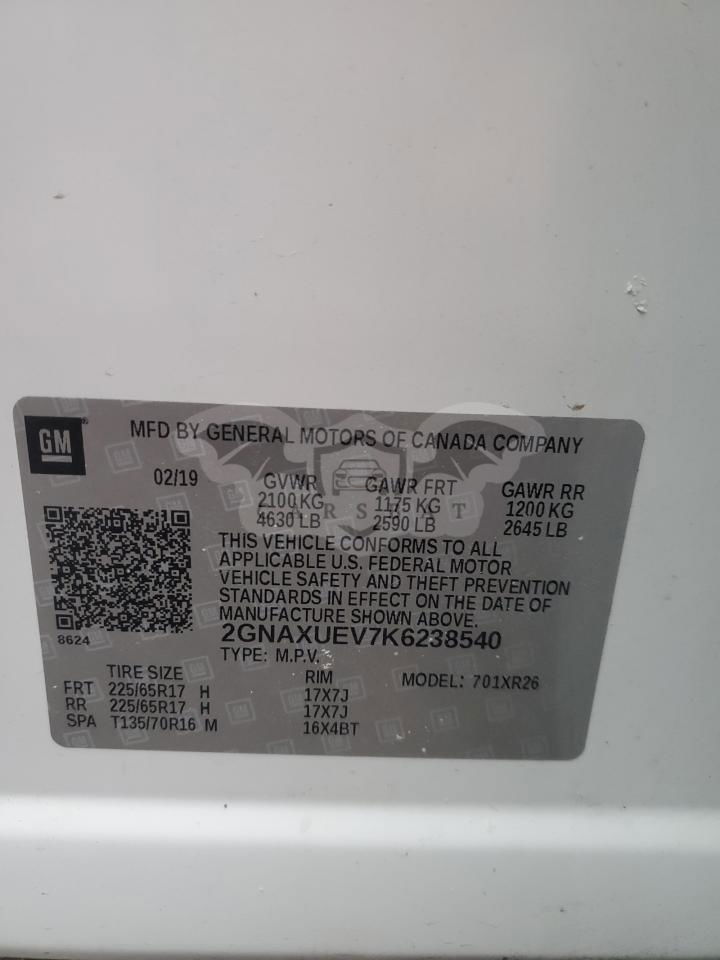 GM ®
MFD BY GENERAL MOTORS OF CANADA COMPANY
02/19 GVWR GAWR FRT GAWR RR
2100 KG 1175 KG 1200 KG
4630 LB 2590 LB 2645 LB
CARSBAT
THIS VEHICLE CONFORMS TO ALL
APPLICABLE U.S. FEDERAL MOTOR
VEHICLE SAFETY AND THEFT PREVENTION
STANDARDS IN EFFECT ON THE DATE OF
MANUFACTURE SHOWN ABOVE.
8624 2GNAXUEV7K6238540
TYPE: M.P.V.
TIRE SIZE RIM MODEL: 701XR26
FRT 225/65R17 H 17X7J
RR 225/65R17 H 17X7J
SPA T135/70R16 M 16X4BT